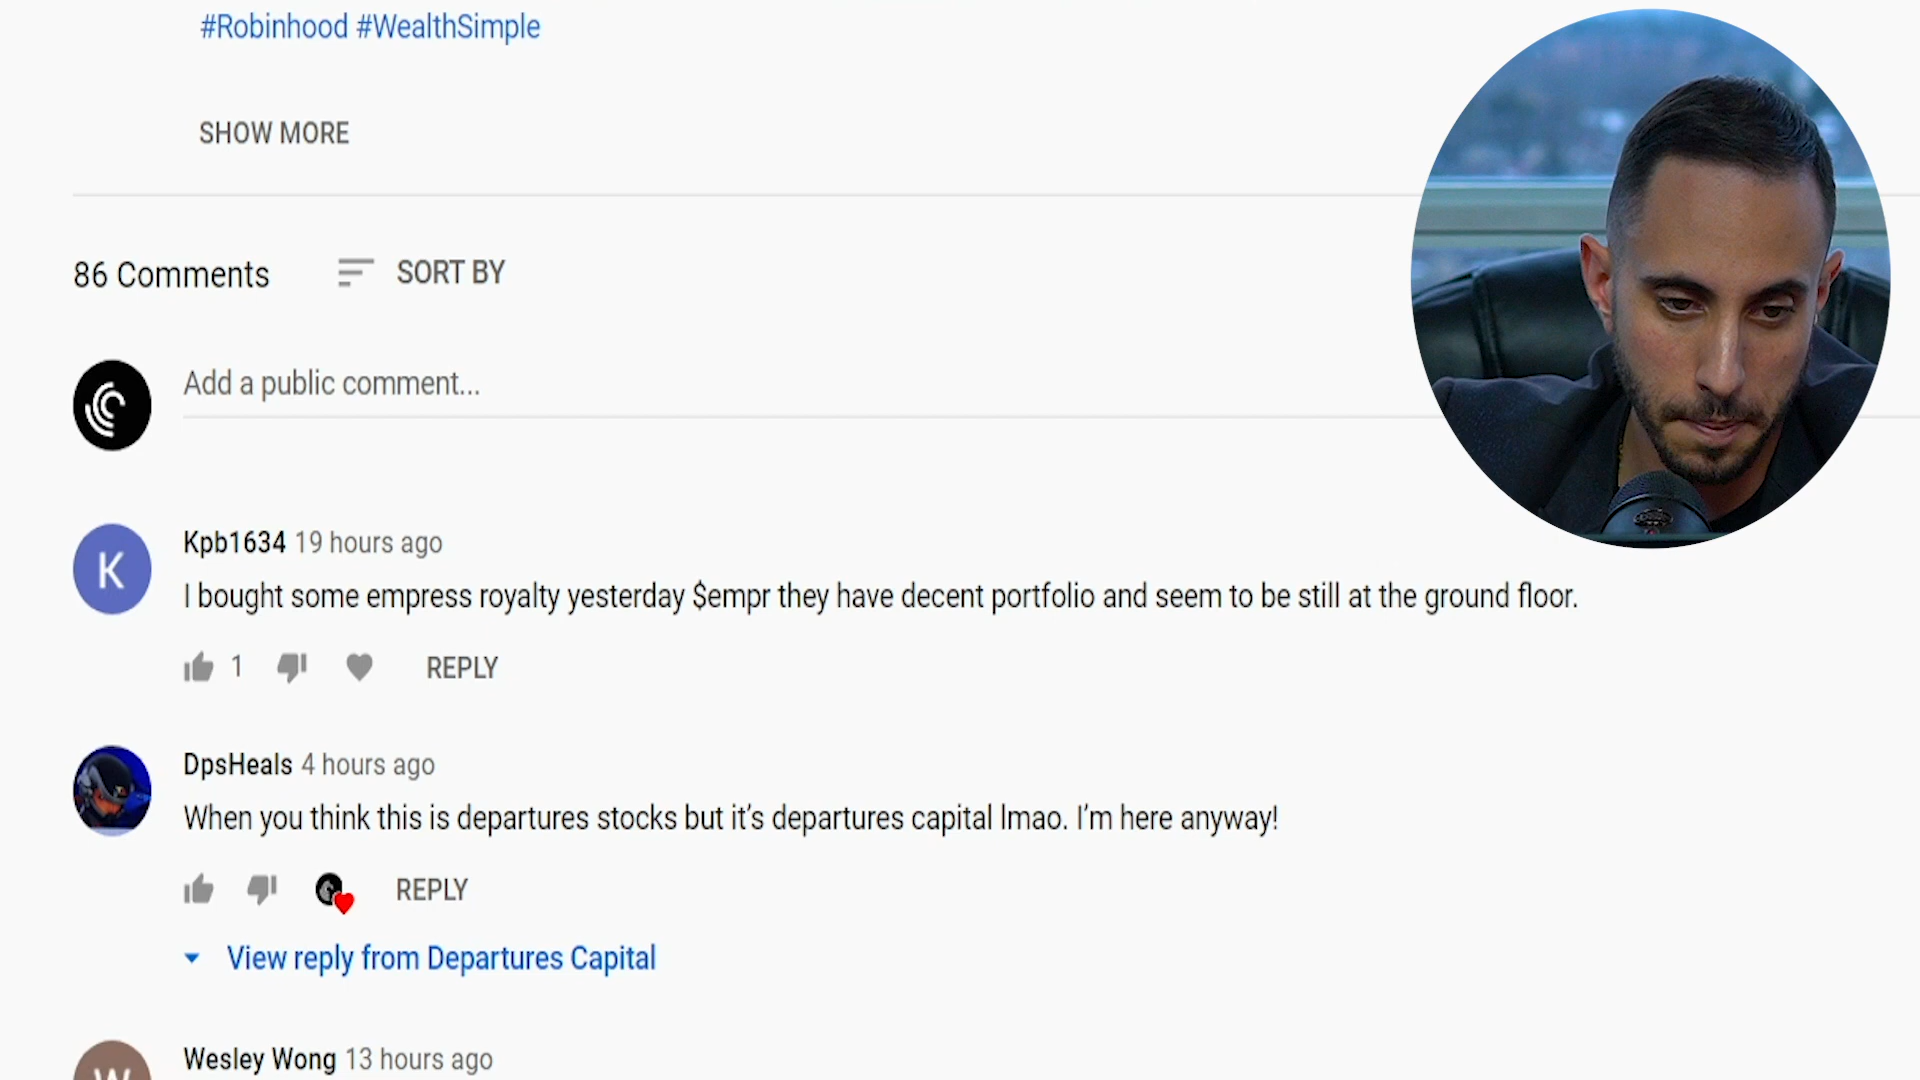 #Robinhood #WealthSimple
SHOW MORE
86 Comments
SORT BY
Add a public comment...
K
Kpb1634 19 hours ago
I bought some empress royalty yesterday $empr they have decent portfolio and seem to be still at the ground floor.
1
REPLY
DpsHeals 4 hours ago
When you think this is departures stocks but it's departures capital lmao. I'm here anyway!
REPLY
View reply from Departures Capital
W
Wesley Wong 13 hours ago